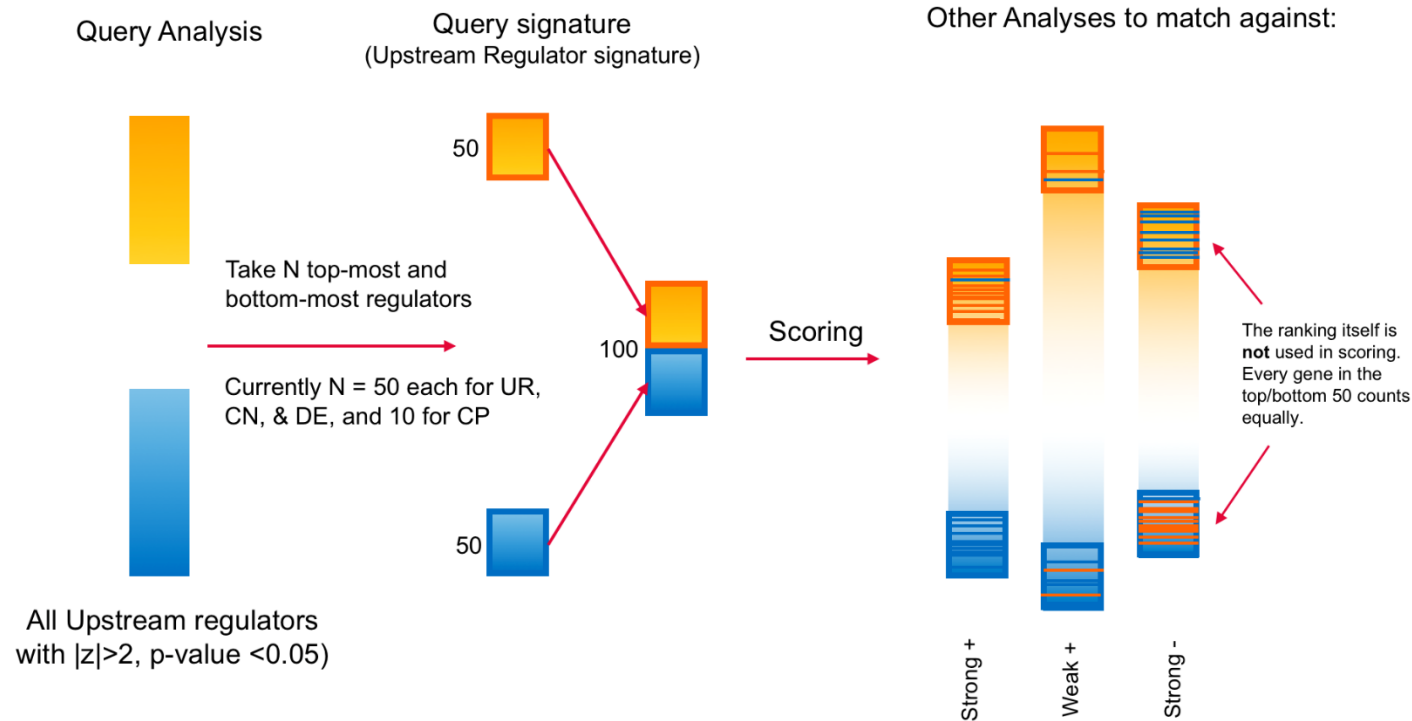 Query Analysis
Query signature
(Upstream Regulator signature)
Other Analyses to match against:
50
Take N top-most and
bottom-most regulators
Currently N = 50 each for UR,
CN, & DE, and 10 for CP
100
50
Scoring
The ranking itself is
not used in scoring.
Every gene in the
top/bottom 50 counts
equally.
All Upstream regulators
with |z|>2, p-value <0.05)
Strong +
Weak +
Strong -